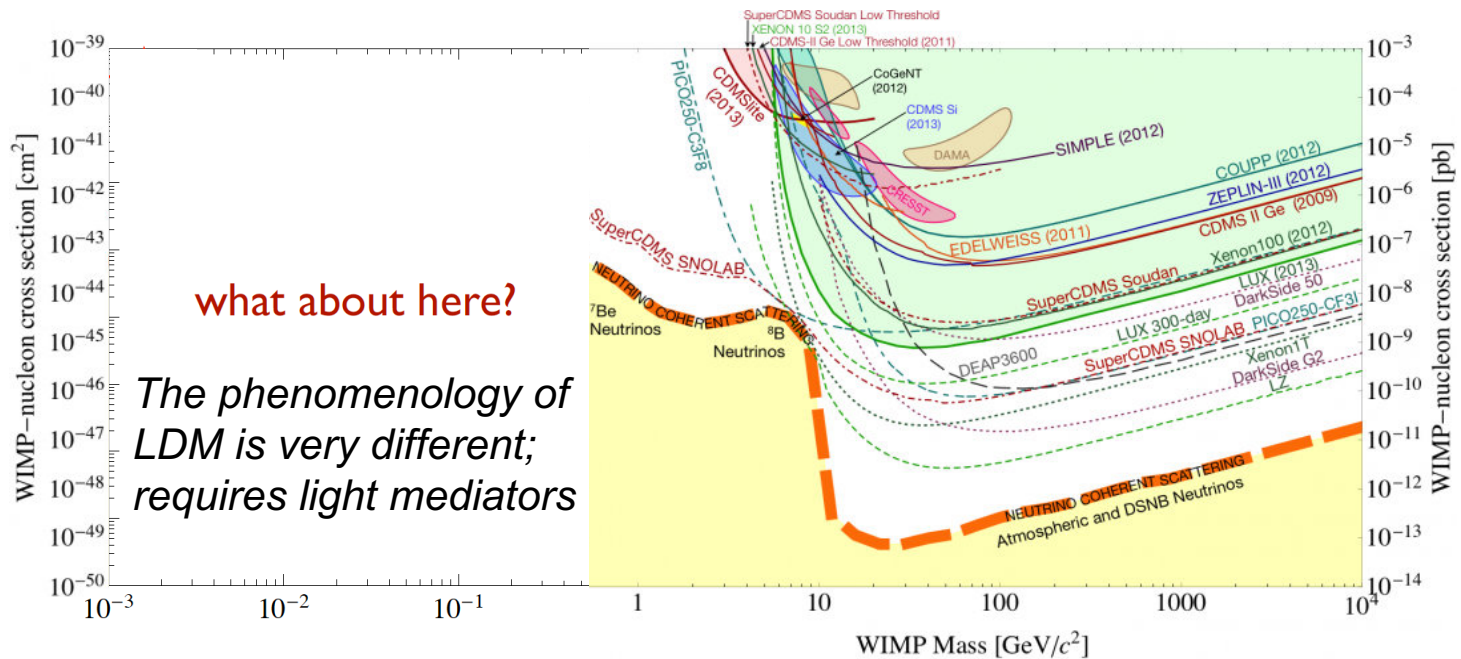 SuperCDMS Soudan Low Threshold
XENON 10 S2 (2013)
CDMS-II Ge Low Threshold (2011)
10⁻³⁹
10⁻⁴⁰
10⁻⁴¹
10⁻⁴²
10⁻⁴³
10⁻⁴⁴
10⁻⁴⁵
10⁻⁴⁶
10⁻⁴⁷
10⁻⁴⁸
10⁻⁴⁹
10⁻⁵⁰
WIMP−nucleon cross section [cm²]
what about here?
The phenomenology of
LDM is very different;
requires light mediators
PICO250-C3F8
CDMSlite
(2013)
CoGeNT
(2012)
CDMS Si
(2013)
DAMA
CRESST
SIMPLE (2012)
COUPP (2012)
ZEPLIN-III (2012)
CDMS II Ge (2009)
EDELWEISS (2011)
Xenon100 (2012)
SuperCDMS Soudan
LUX (2013)
DarkSide 50
LUX 300-day
PICO250-CF3I
SuperCDMS SNOLAB
DEAP3600
Xenon1T
DarkSide G2
LZ
SuperCDMS SNOLAB
NEUTRINO COHERENT SCATTERING
⁷Be
Neutrinos
⁸B
Neutrinos
NEUTRINO COHERENT SCATTERING
Atmospheric and DSNB Neutrinos
10⁻³
10⁻⁴
10⁻⁵
10⁻⁶
10⁻⁷
10⁻⁸
10⁻⁹
10⁻¹⁰
10⁻¹¹
10⁻¹²
10⁻¹³
10⁻¹⁴
WIMP−nucleon cross section [pb]
10⁻³ 10⁻² 10⁻¹ 1 10 100 1000 10⁴
WIMP Mass [GeV/c²]